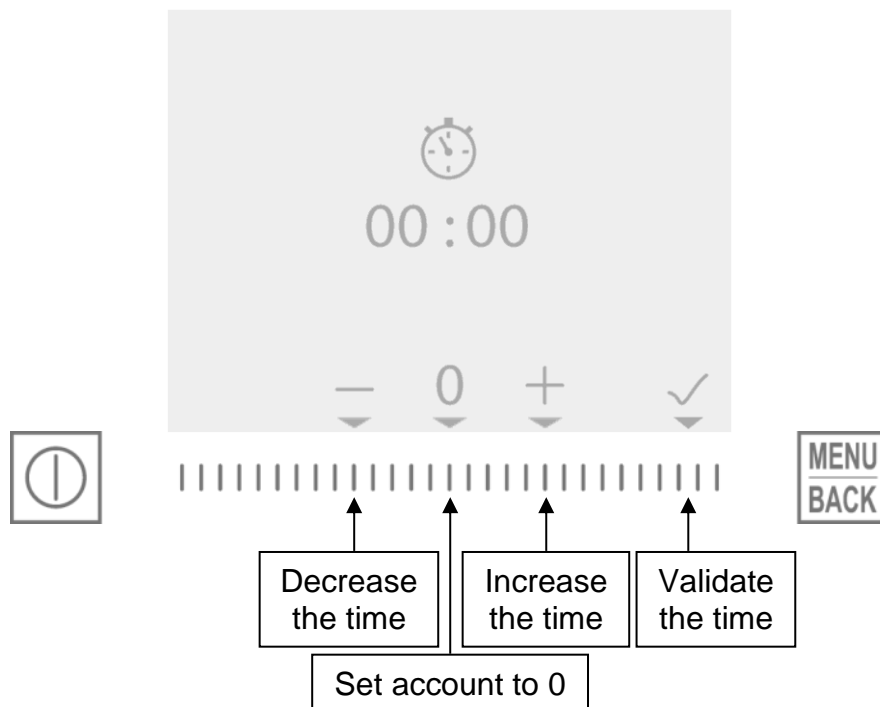 00 : 00
— 0 +
MENU
BACK
Decrease
the time
Increase
the time
Validate
the time
Set account to 0